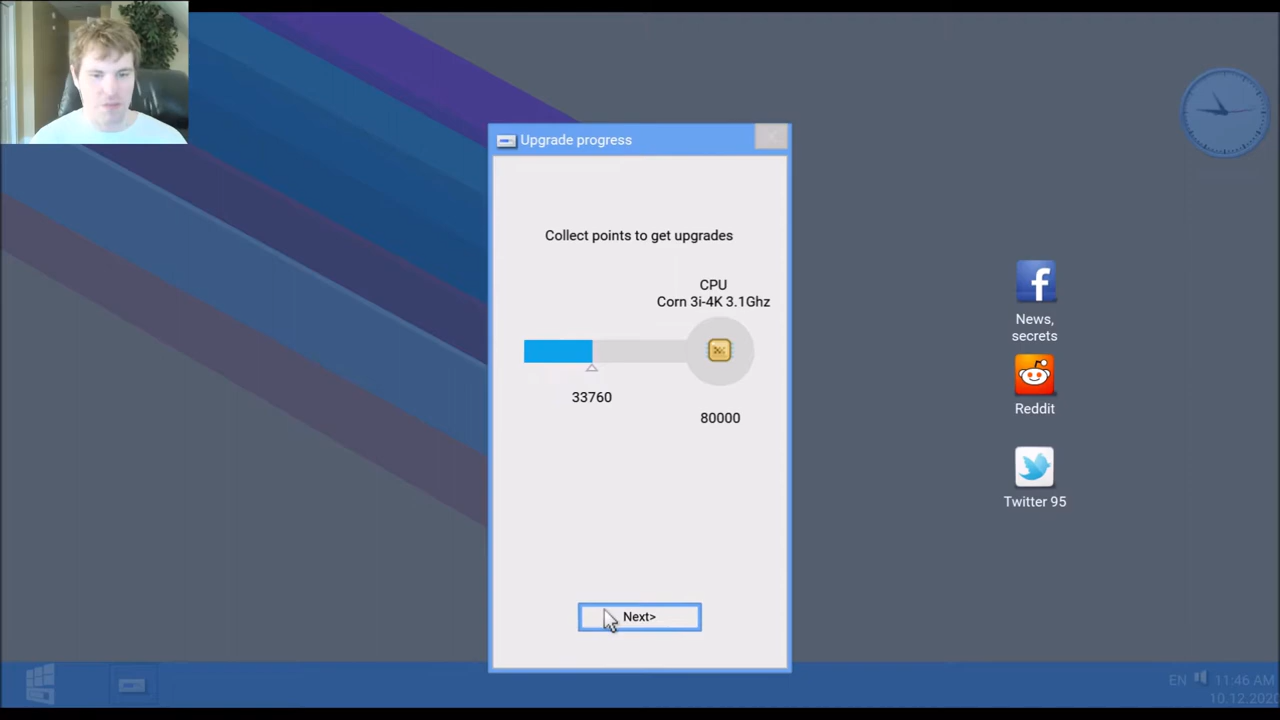 Upgrade progress
Collect points to get upgrades
CPU
Corn 3i-4K 3.1Ghz
33760
80000
Next>
News,
secrets
Reddit
Twitter 95
EN 11:46 AM